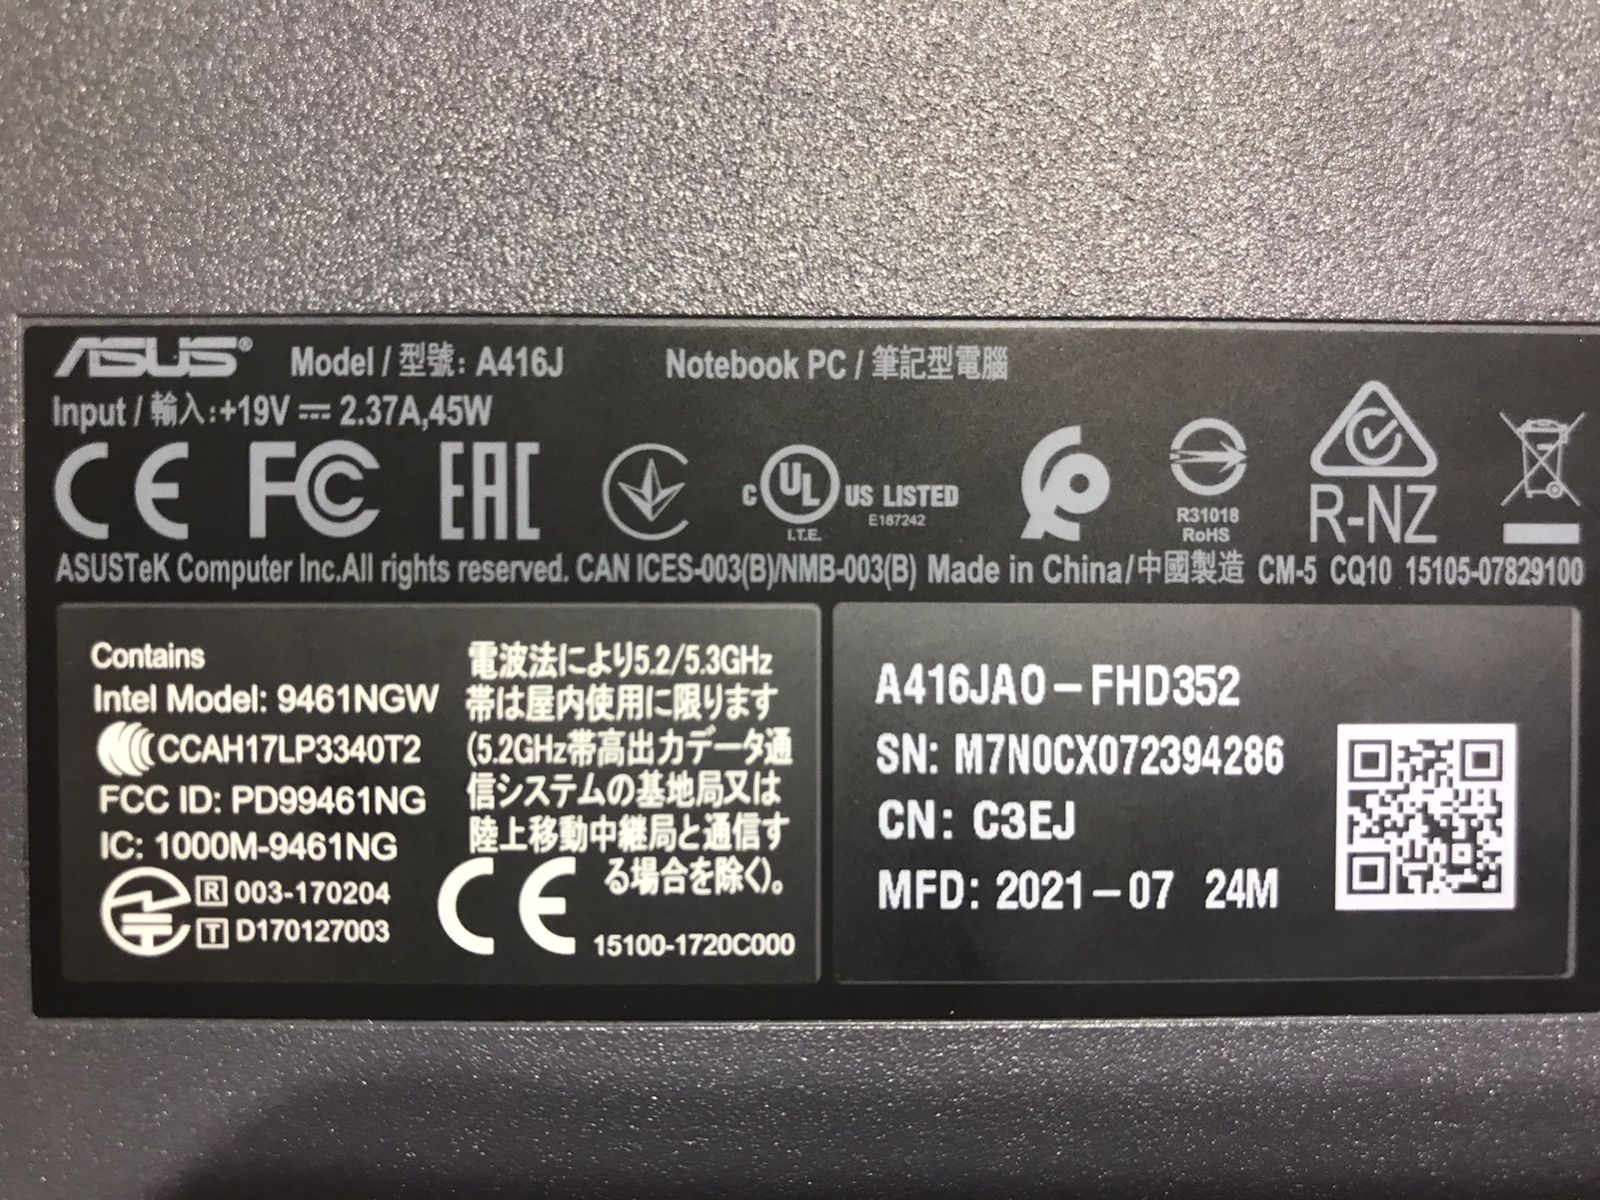 ASUS® Model / 型號: A416J Notebook PC / 筆記型電腦
Input / 輸入:+19V ⎓ 2.37A,45W
CE FC EAC C UL US LISTED
I.T.E. E187242
R31018
RoHS
R-NZ
ASUSTeK Computer Inc.All rights reserved. CAN ICES-003(B)/NMB-003(B) Made in China/中國製造 CM-5 CQ10 15105-07829100
Contains
Intel Model: 9461NGW
CCAH17LP3340T2
FCC ID: PD99461NG
IC: 1000M-9461NG
R 003-170204
T D170127003
電波法により5.2/5.3GHz
帯は屋内使用に限ります
(5.2GHz帯高出力データ通
信システムの基地局又は
陸上移動中継局と通信す
る場合を除く)。
CE
15100-1720C000
A416JAO-FHD352
SN: M7N0CX072394286
CN: C3EJ
MFD: 2021-07 24M